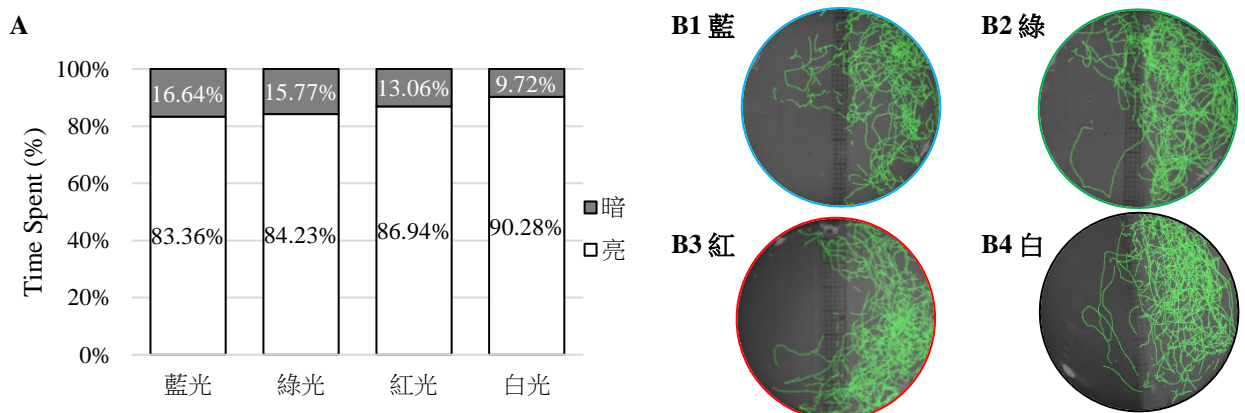 A
Time Spent (%)
100%
80%
60%
40%
20%
0%
16.64%
15.77%
13.06%
9.72%
83.36%
84.23%
86.94%
90.28%
藍光
綠光
紅光
白光
暗
亮
B1 藍
B2 綠
B3 紅
B4 白